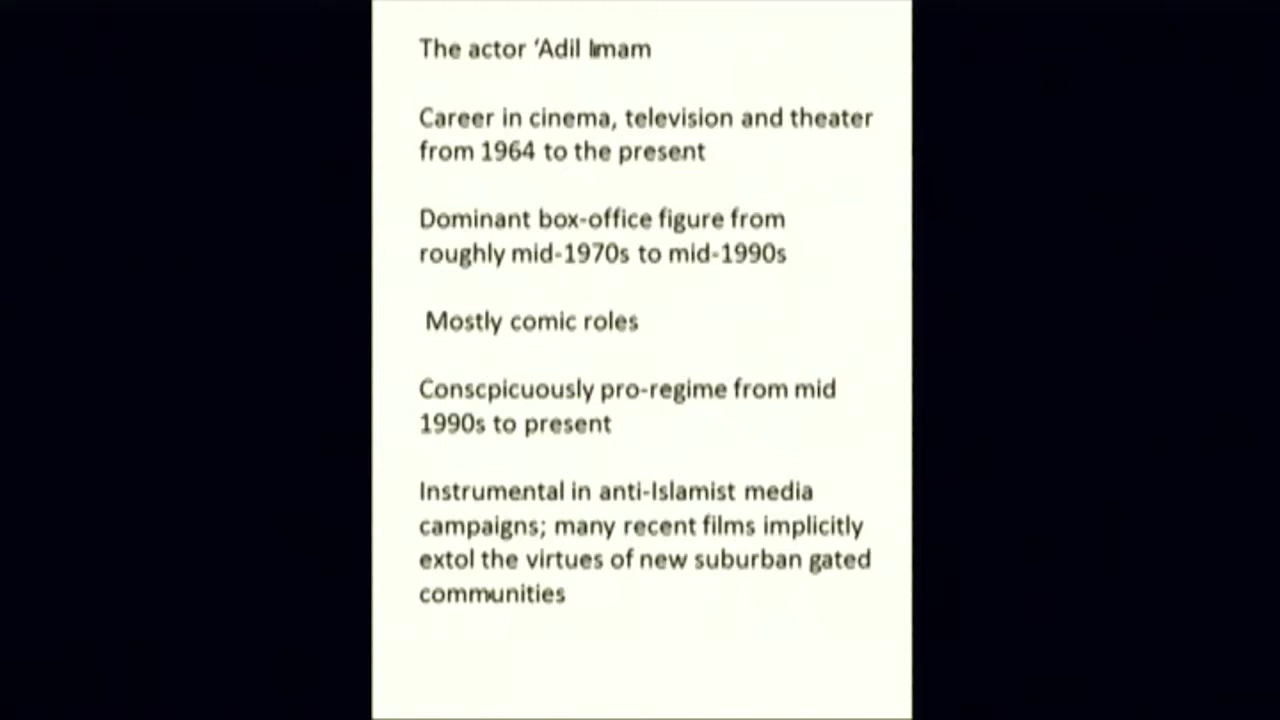 The actor ‘Adil Imam
Career in cinema, television and theater
from 1964 to the present
Dominant box-office figure from
roughly mid-1970s to mid-1990s
Mostly comic roles
Conscpicuously pro-regime from mid
1990s to present
Instrumental in anti-Islamist media
campaigns; many recent films implicitly
extol the virtues of new suburban gated
communities